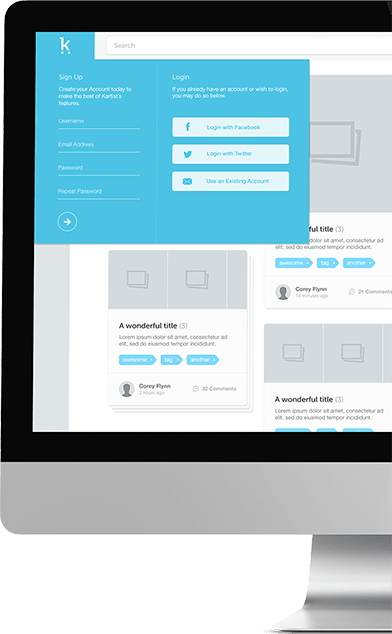 k
Search
Sign Up
Create your Account today to
make the best of Kartist's
features.
Username
Email Address
Password
Repeat Password
Login
If you already have an account or wish to login,
you may do so below.
Login with Facebook
Login with Twitter
Use an Existing Account
A wonderful title (3)
Lorem ipsum dolor sit amet, consectetur ad
elit, sed do eiusmod tempor incididunt.
awesome
tag
another
Corey Flynn
14 minutes ago
21 Comments
A wonderful title (3)
Lorem ipsum dolor sit amet, consectetur ad
elit, sed do eiusmod tempor incididunt.
awesome
tag
another
Corey Flynn
2 hours ago
32 Comments
A wonderful title (3)
Lorem ipsum dolor sit amet, consectetur ad
elit, sed do eiusmod tempor incididunt.